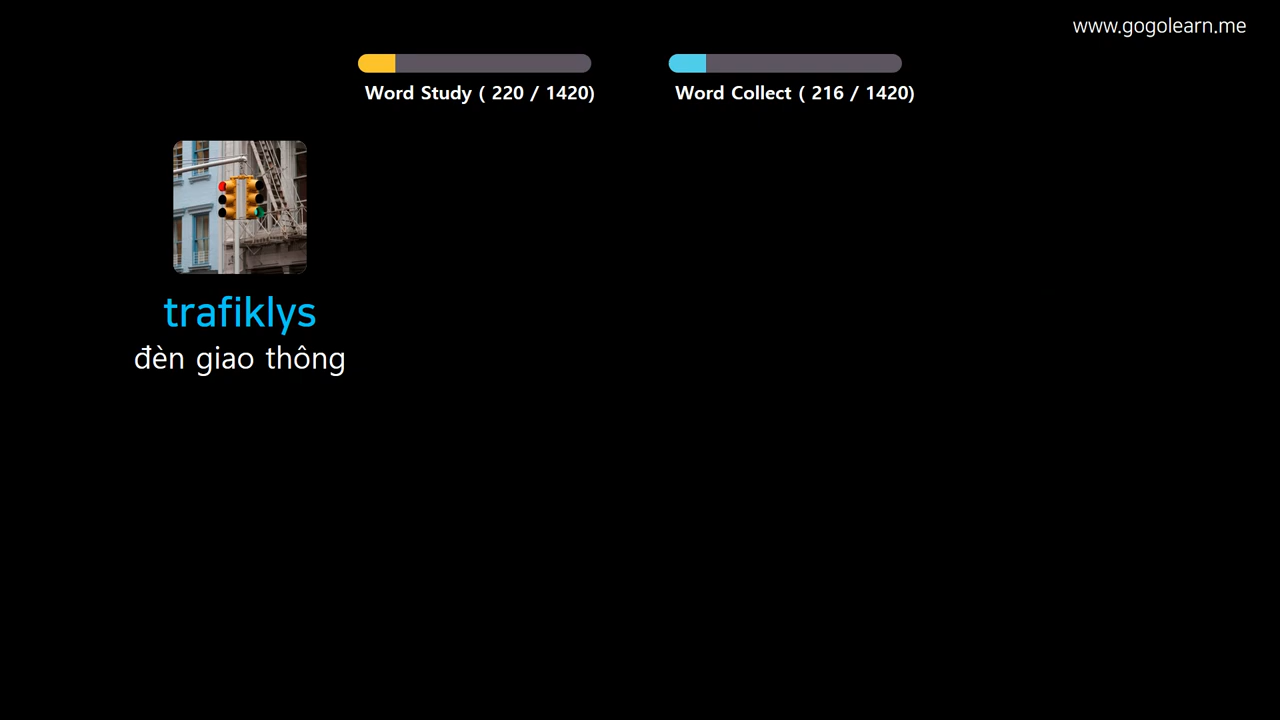 www.gogolearn.me
Word Study ( 220 / 1420)
Word Collect ( 216 / 1420)
trafiklys
đèn giao thông